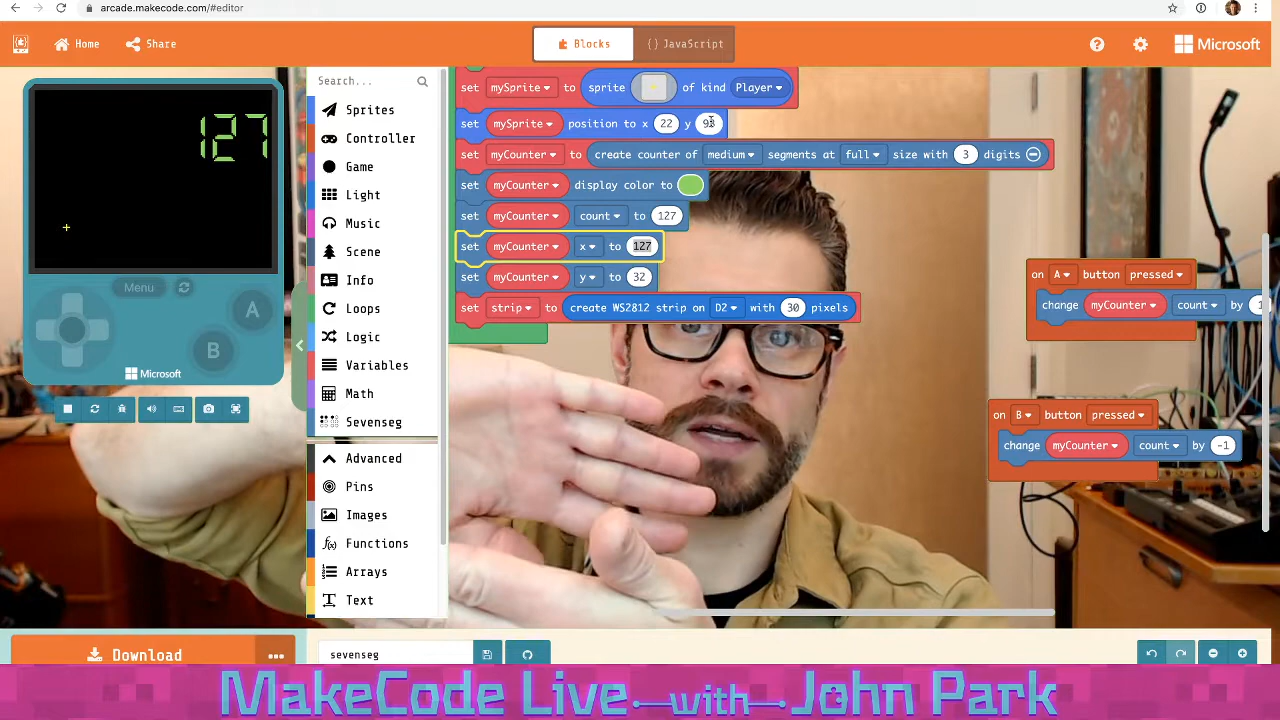 arcade.makecode.com/#editor
Home
Share
Blocks
JavaScript
Microsoft
127
Menu
A
B
Microsoft
Search...
Sprites
Controller
Game
Light
Music
Scene
Info
Loops
Logic
Variables
Math
Sevenseg
Advanced
Pins
Images
Functions
Arrays
Text
set mySprite to sprite of kind Player
set mySprite position to x 22 y 93
set myCounter to create counter of medium segments at full size with 3 digits
set myCounter display color to
set myCounter count to 127
set myCounter x to 127
set myCounter y to 32
set strip to create WS2812 strip on D2 with 30 pixels
on A button pressed
change myCounter count by 1
on B button pressed
change myCounter count by -1
Download
sevenseg
MakeCode Live with John Park